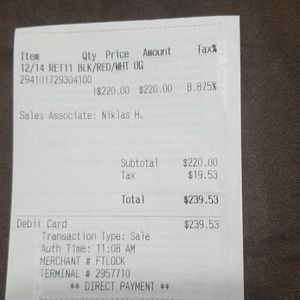 Item Qty Price Amount Tax%
12/14 RET11 BLK/RED/WHT OG
294101729304100
1$220.00 $220.00 8.875%
Sales Associate: Niklas H.
Subtotal $220.00
Tax $19.53
Total $239.53
Debit Card $239.53
Transaction Type: Sale
Auth Time: 11:08 AM
MERCHANT # FTLOCK
TERMINAL # 2957710
** DIRECT PAYMENT **